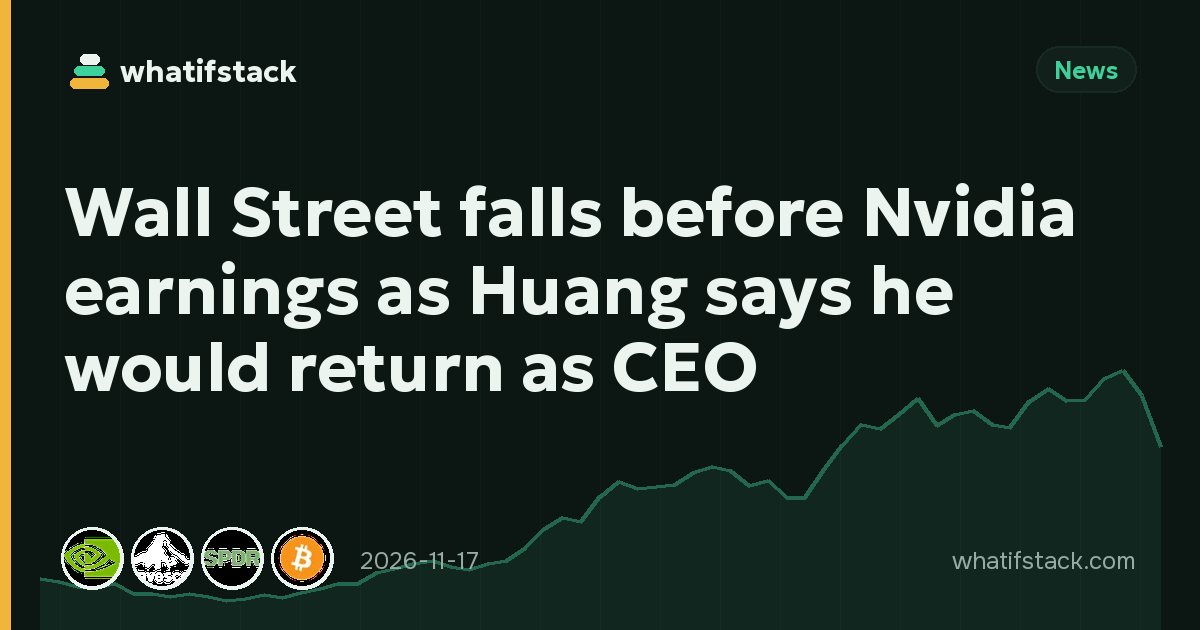 whatifstack
News
Wall Street falls before Nvidia
earnings as Huang says he
would return as CEO
SPDR
2026-11-17
whatifstack.com